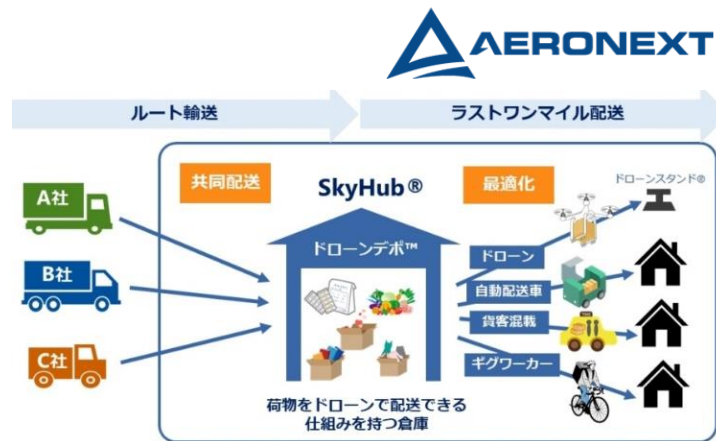 AERONEXT
ルート輸送
ラストワンマイル配送
共同配送
SkyHub®
最適化
ドローンスタンド®
A社
B社
C社
ドローンデポ™
ドローン
自動配送車
貨客混載
ギグワーカー
荷物をドローンで配送できる
仕組みを持つ倉庫